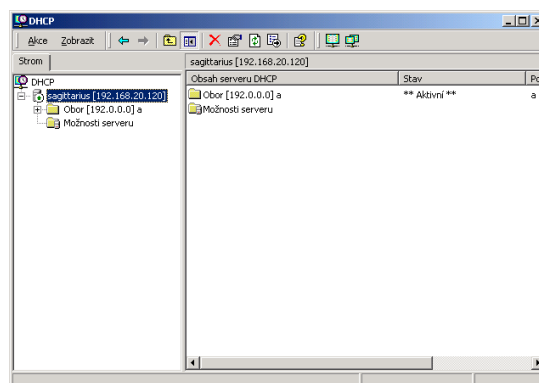 DHCP
Akce Zobrazit
Strom
sagittarius [192.168.20.120]
DHCP
sagittarius [192.168.20.120]
Obor [192.0.0.0] a
Možnosti serveru
Obsah serveru DHCP Stav Po
Obor [192.0.0.0] a ** Aktivní ** a
Možnosti serveru